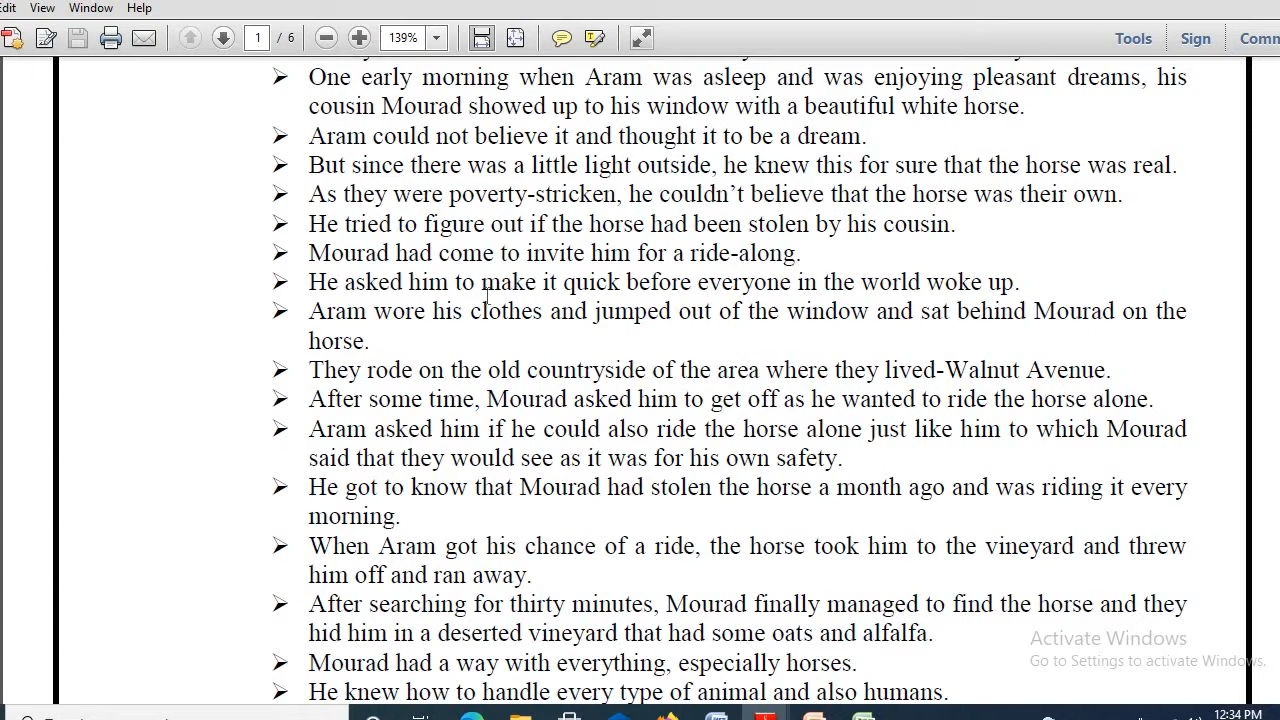 Edit View Window Help
1 / 6 139% Tools Sign Comm
➢ One early morning when Aram was asleep and was enjoying pleasant dreams, his
cousin Mourad showed up to his window with a beautiful white horse.
➢ Aram could not believe it and thought it to be a dream.
➢ But since there was a little light outside, he knew this for sure that the horse was real.
➢ As they were poverty-stricken, he couldn’t believe that the horse was their own.
➢ He tried to figure out if the horse had been stolen by his cousin.
➢ Mourad had come to invite him for a ride-along.
➢ He asked him to make it quick before everyone in the world woke up.
➢ Aram wore his clothes and jumped out of the window and sat behind Mourad on the
horse.
➢ They rode on the old countryside of the area where they lived-Walnut Avenue.
➢ After some time, Mourad asked him to get off as he wanted to ride the horse alone.
➢ Aram asked him if he could also ride the horse alone just like him to which Mourad
said that they would see as it was for his own safety.
➢ He got to know that Mourad had stolen the horse a month ago and was riding it every
morning.
➢ When Aram got his chance of a ride, the horse took him to the vineyard and threw
him off and ran away.
➢ After searching for thirty minutes, Mourad finally managed to find the horse and they
hid him in a deserted vineyard that had some oats and alfalfa.
Activate Windows
Go to Settings to activate Windows.
➢ Mourad had a way with everything, especially horses.
➢ He knew how to handle every type of animal and also humans.
12:34 PM